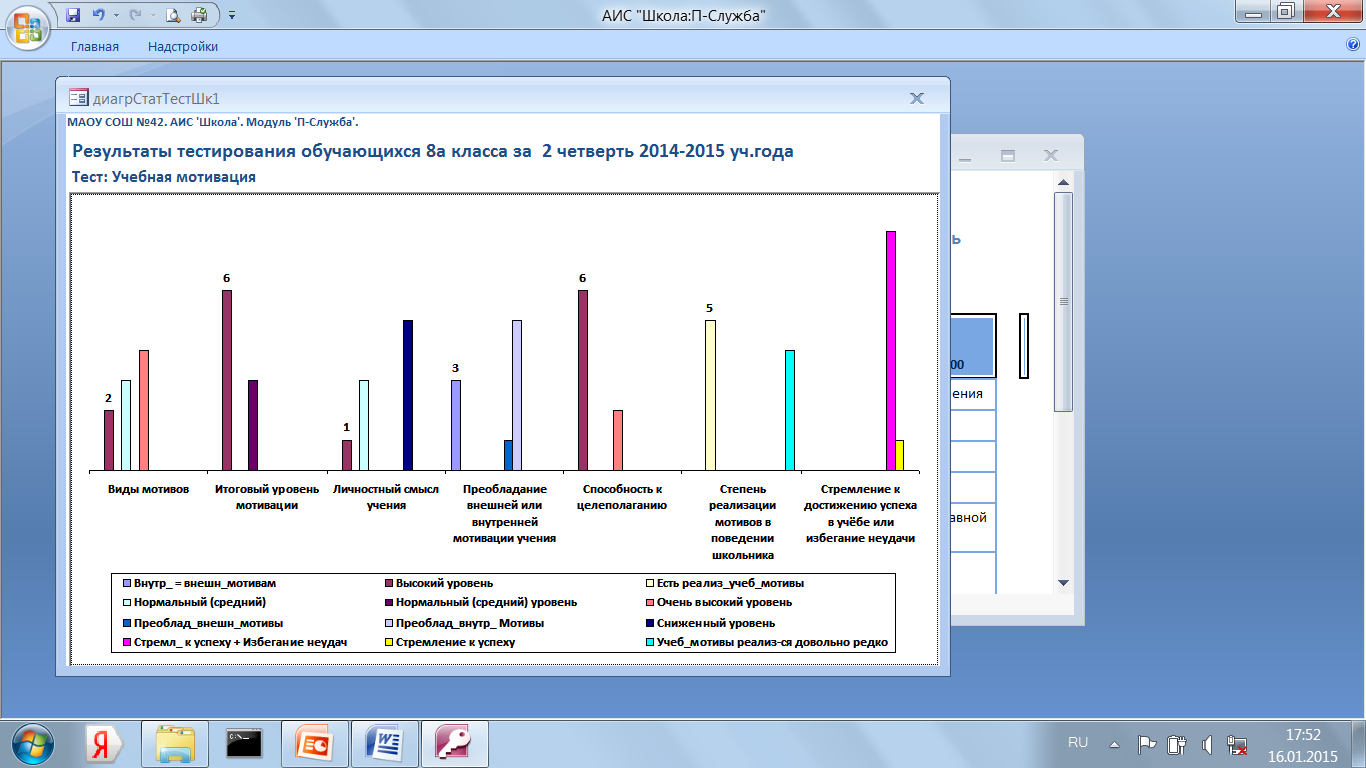 АИС "Школа:П-Служба"
Главная Надстройки
диагрСтатТестШк1
МАОУ СОШ №42. АИС 'Школа'. Модуль 'П-Служба'.
Результаты тестирования обучающихся 8а класса за 2 четверть 2014-2015 уч.года
Тест: Учебная мотивация
6
6
5
3
2
1
Виды мотивов
Итоговый уровень
мотивации
Личностный смысл
учения
Преобладание
внешней или
внутренней
мотивации учения
Способность к
целеполаганию
Степень
реализации
мотивов в
поведении
школьника
Стремление к
достижению успеха
в учёбе или
избегание неудачи
Внутр_ = внешн_мотивам
Высокий уровень
Есть реализ_учеб_мотивы
Нормальный (средний)
Нормальный (средний) уровень
Очень высокий уровень
Преоблад_внешн_мотивы
Преоблад_внутр_ Мотивы
Сниженный уровень
Стремл_ к успеху + Избегание неудач
Стремление к успеху
Учеб_мотивы реализ-ся довольно редко
ь
00
ения
авной
RU
17:52
16.01.2015